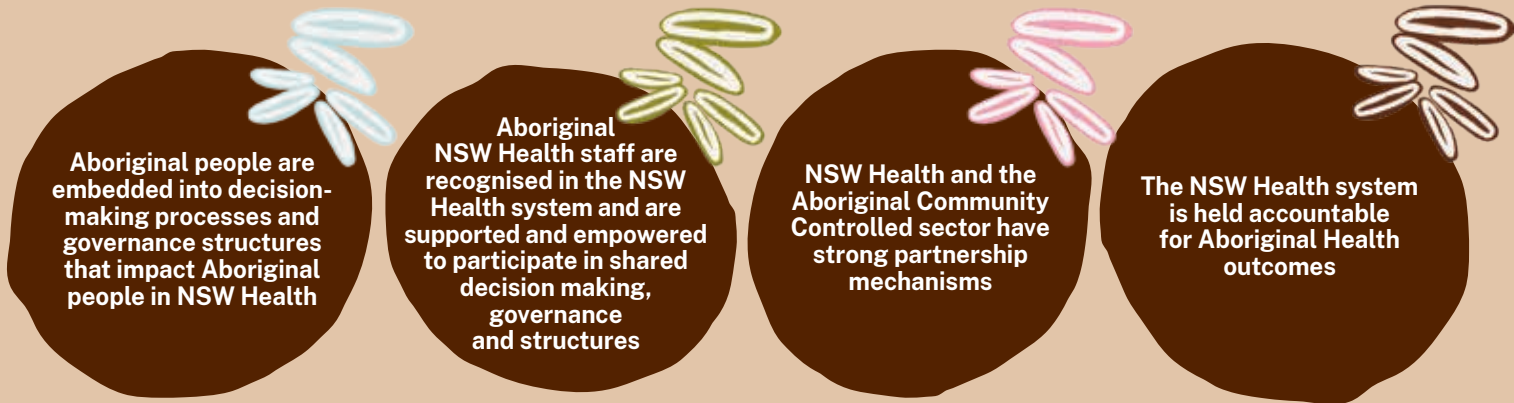 Aboriginal people are
embedded into decision-
making processes and
governance structures
that impact Aboriginal
people in NSW Health
Aboriginal
NSW Health staff are
recognised in the NSW
Health system and are
supported and empowered
to participate in shared
decision making,
governance
and structures
NSW Health and the
Aboriginal Community
Controlled sector have
strong partnership
mechanisms
The NSW Health system
is held accountable
for Aboriginal Health
outcomes